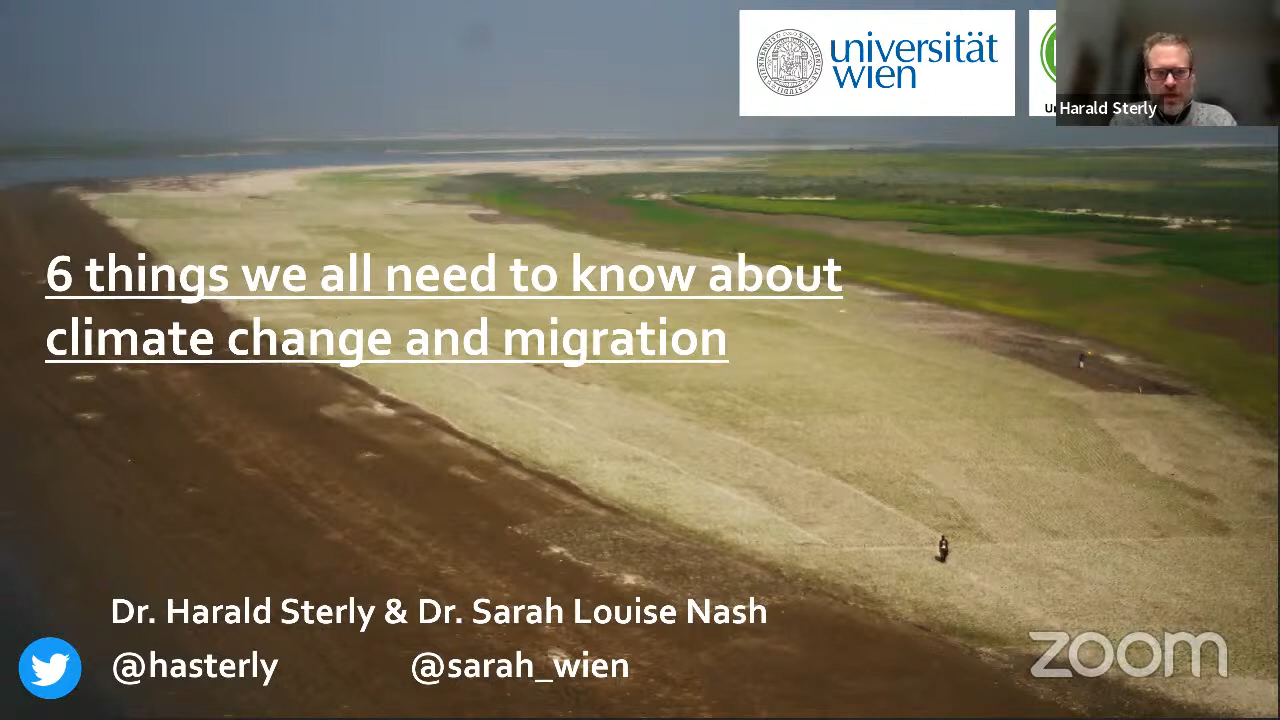 universität
wien
Harald Sterly
6 things we all need to know about
climate change and migration
Dr. Harald Sterly & Dr. Sarah Louise Nash
@hasterly
@sarah_wien
zoom